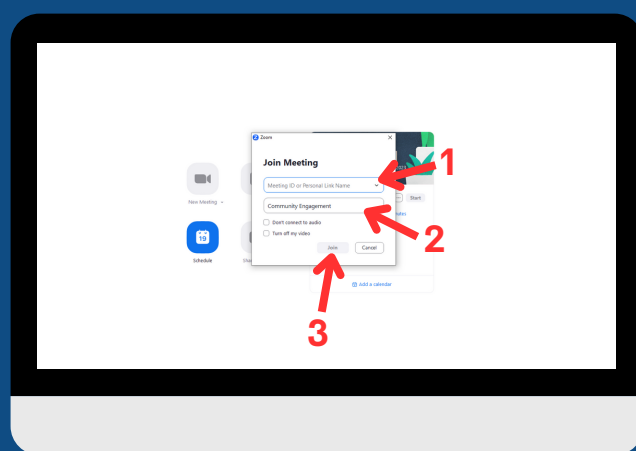 Zoom
Join Meeting
Meeting ID or Personal Link Name
Community Engagement
Don't connect to audio
Turn off my video
Join
Cancel
1
2
3
New Meeting
19
Schedule
Start
Add a calendar